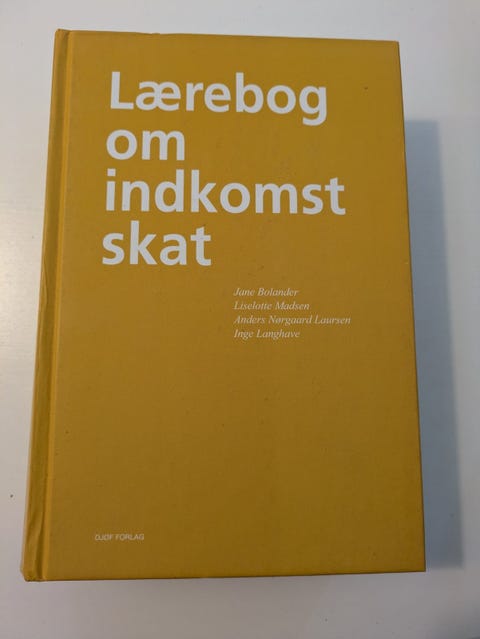 Lærebog
om
indkomst
skat
Jane Bolander
Liselotte Madsen
Anders Nørgaard Laursen
Inge Langhave
DJØF FORLAG